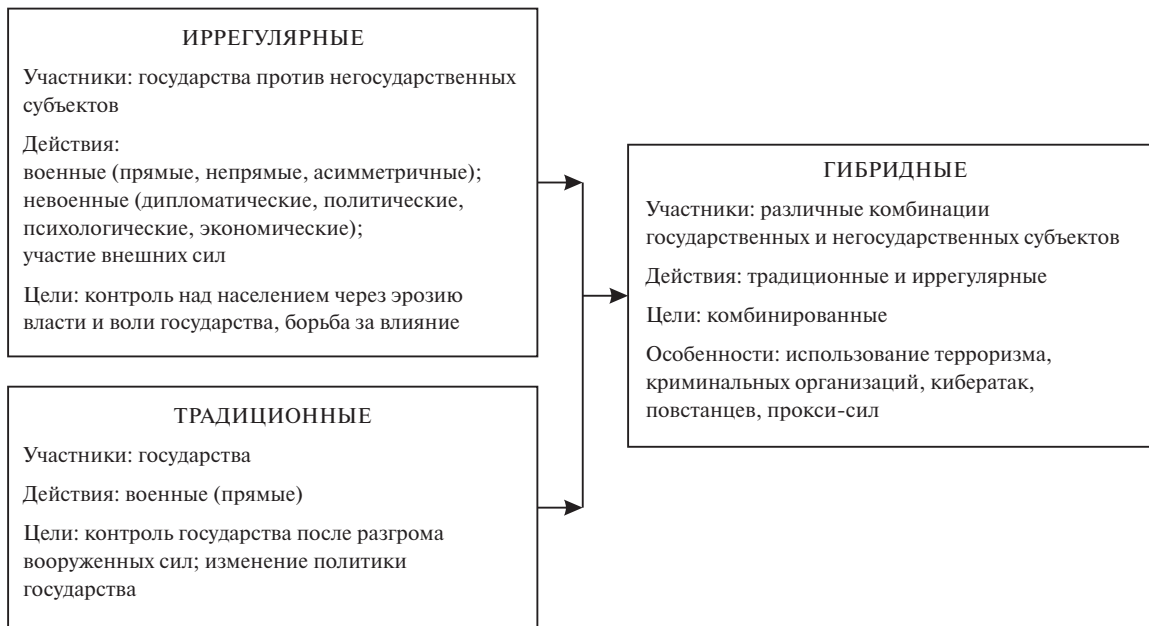 ИРРЕГУЛЯРНЫЕ
Участники: государства против негосударственных
субъектов
Действия:
военные (прямые, непрямые, асимметричные);
невоенные (дипломатические, политические,
психологические, экономические);
участие внешних сил
Цели: контроль над населением через эрозию
власти и воли государства, борьба за влияние
ТРАДИЦИОННЫЕ
Участники: государства
Действия: военные (прямые)
Цели: контроль государства после разгрома
вооруженных сил; изменение политики
государства
ГИБРИДНЫЕ
Участники: различные комбинации
государственных и негосударственных субъектов
Действия: традиционные и иррегулярные
Цели: комбинированные
Особенности: использование терроризма,
криминальных организаций, кибератак,
повстанцев, прокси-сил